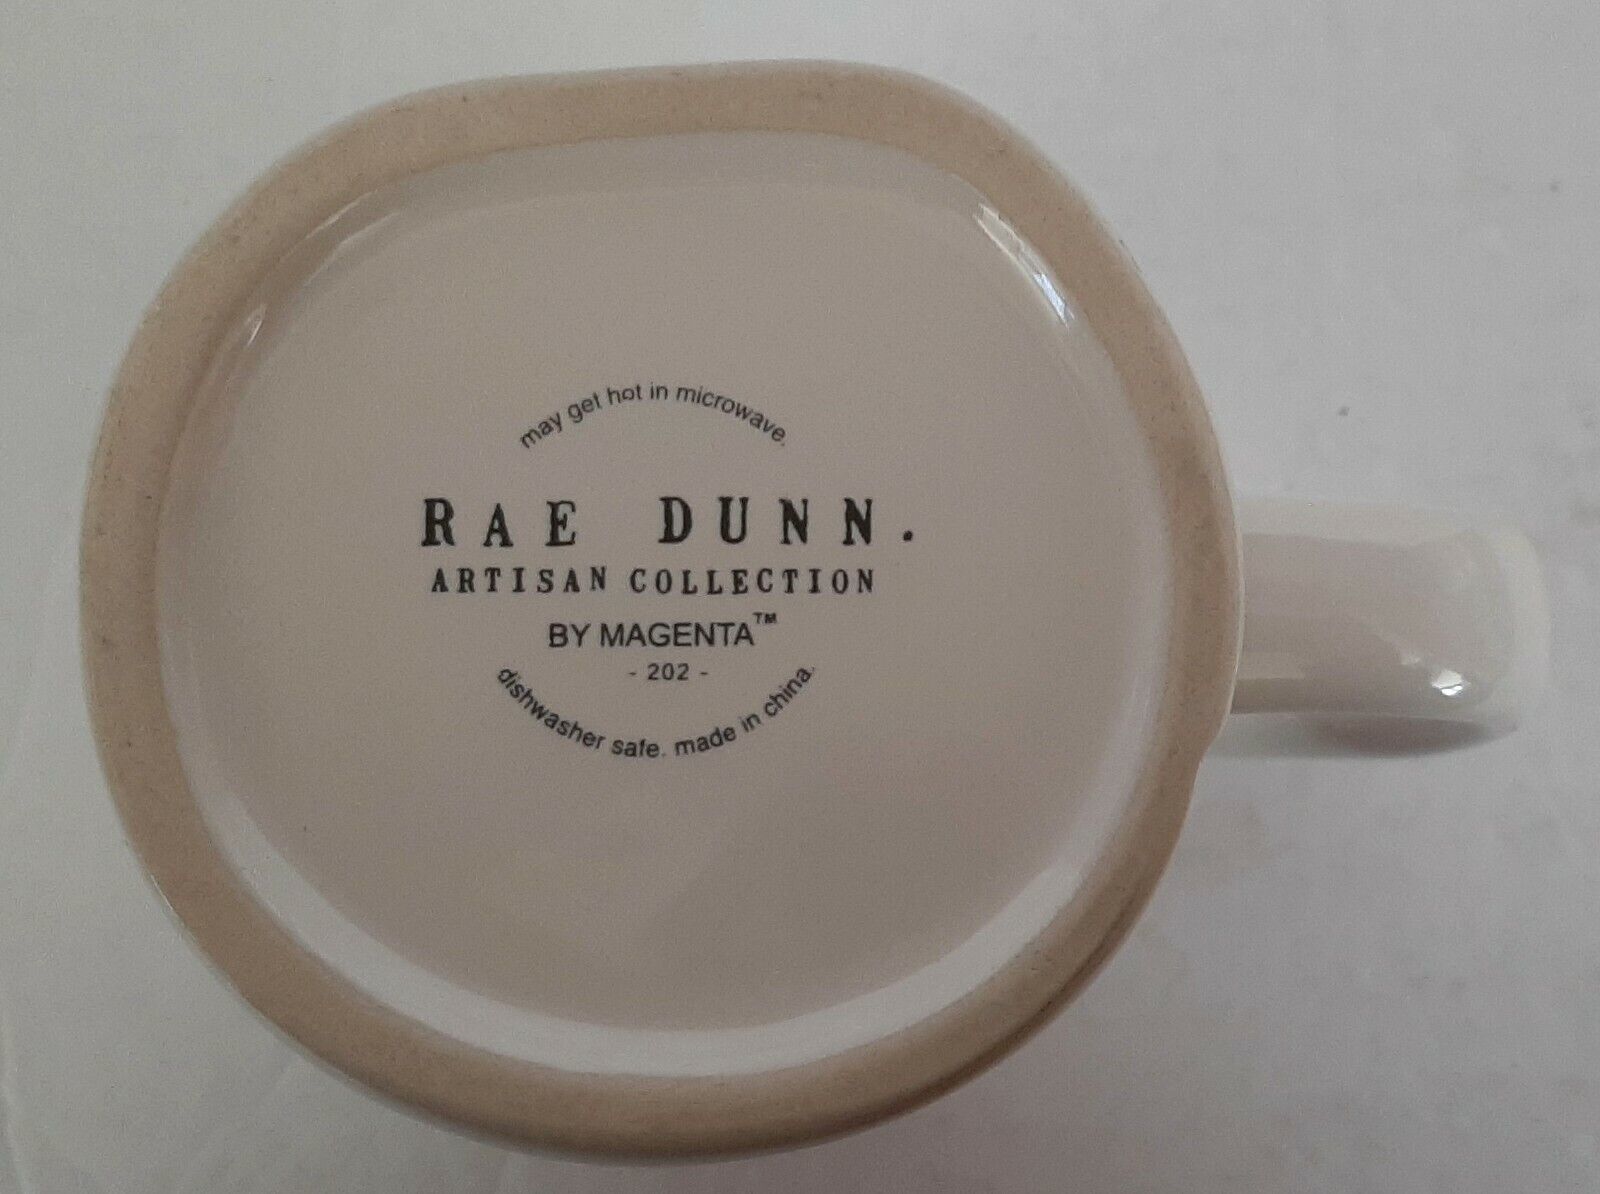 may get hot in microwave.
RAE DUNN.
ARTISAN COLLECTION
BY MAGENTA™
- 202 -
dishwasher safe. made in china.